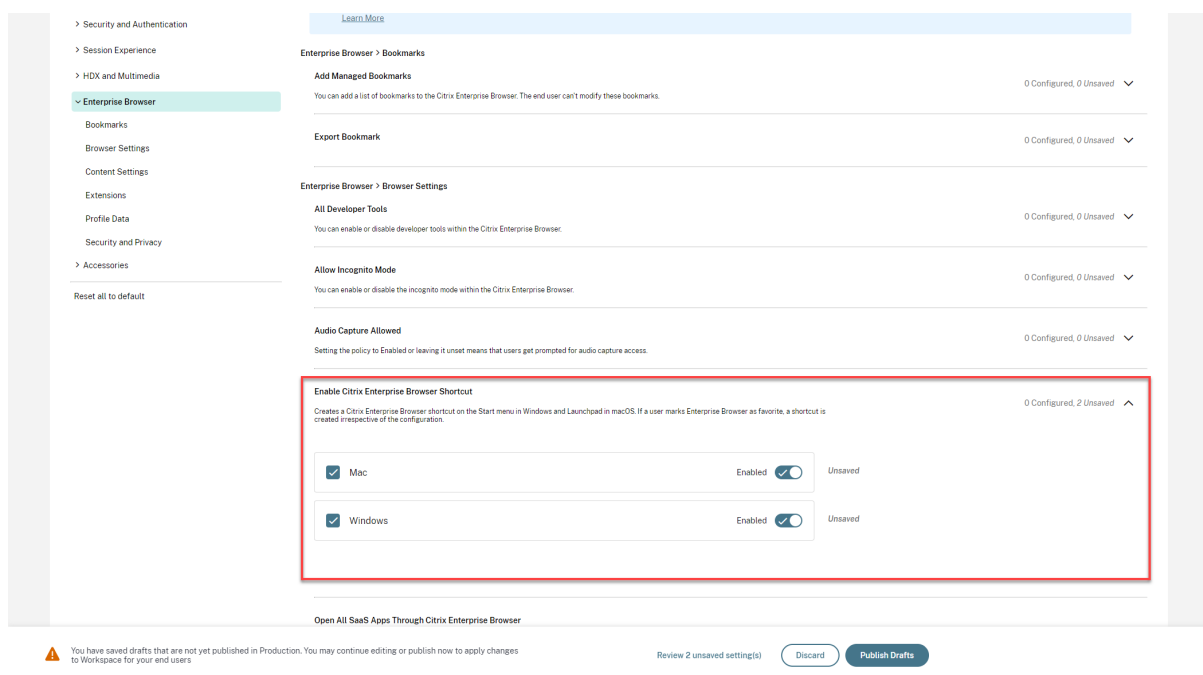 Learn More
Security and Authentication
Session Experience
HDX and Multimedia
Enterprise Browser
Bookmarks
Browser Settings
Content Settings
Extensions
Profile Data
Security and Privacy
Accessories
Reset all to default
Enterprise Browser > Bookmarks
Add Managed Bookmarks
You can add a list of bookmarks to the Citrix Enterprise Browser. The end user can't modify these bookmarks.
0 Configured, 0 Unsaved
Export Bookmark
0 Configured, 0 Unsaved
Enterprise Browser > Browser Settings
All Developer Tools
You can enable or disable developer tools within the Citrix Enterprise Browser.
0 Configured, 0 Unsaved
Allow Incognito Mode
You can enable or disable the incognito mode within the Citrix Enterprise Browser.
0 Configured, 0 Unsaved
Audio Capture Allowed
Setting the policy to Enabled or leaving it unset means that users get prompted for audio capture access.
0 Configured, 0 Unsaved
Enable Citrix Enterprise Browser Shortcut
Creates a Citrix Enterprise Browser shortcut on the Start menu in Windows and Launchpad in macOS. If a user marks Enterprise Browser as favorite, a shortcut is
created irrespective of the configuration.
0 Configured, 2 Unsaved
Mac Enabled Unsaved
Windows Enabled Unsaved
Open All SaaS Apps Through Citrix Enterprise Browser
You have saved drafts that are not yet published in Production. You may continue editing or publish now to apply changes
to Workspace for your end users
Review 2 unsaved setting(s)
Discard
Publish Drafts